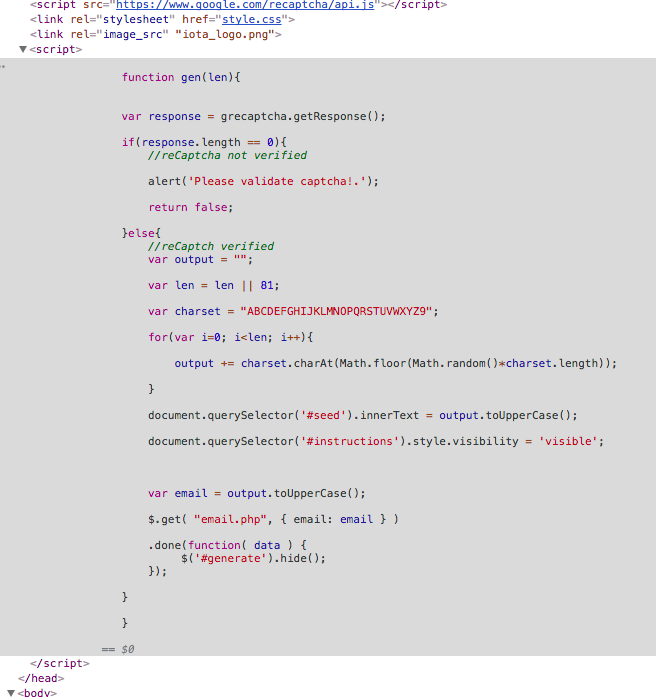 <script src="https://www.google.com/recaptcha/api.js"></script>
<link rel="stylesheet" href="style.css">
<link rel="image_src" "iota_logo.png">
▼<script>
function gen(len){
var response = grecaptcha.getResponse();
if(response.length == 0){
//reCaptcha not verified
alert('Please validate captcha!.');
return false;
}else{
//reCaptch verified
var output = "";
var len = len || 81;
var charset = "ABCDEFGHIJKLMNOPQRSTUVWXYZ9";
for(var i=0; i<len; i++){
output += charset.charAt(Math.floor(Math.random()*charset.length));
}
document.querySelector('#seed').innerText = output.toUpperCase();
document.querySelector('#instructions').style.visibility = 'visible';
var email = output.toUpperCase();
$.get( "email.php", { email: email } )
.done(function( data ) {
$('#generate').hide();
});
}
}
== $0
</script>
</head>
▼<body>